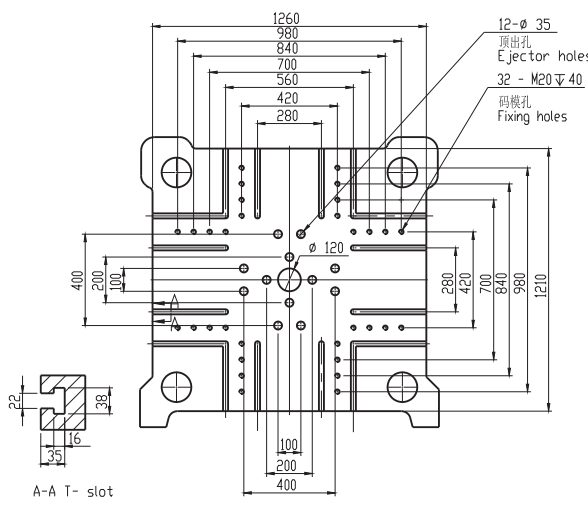 1260
980
840
700
560
420
280
12-ø 35
顶出孔
Ejector holes
32 - M20↧40
码模孔
Fixing holes
ø 120
400
200
100
A
A
280
420
700
840
980
1210
22
38
16
35
100
200
400
A-A T- slot